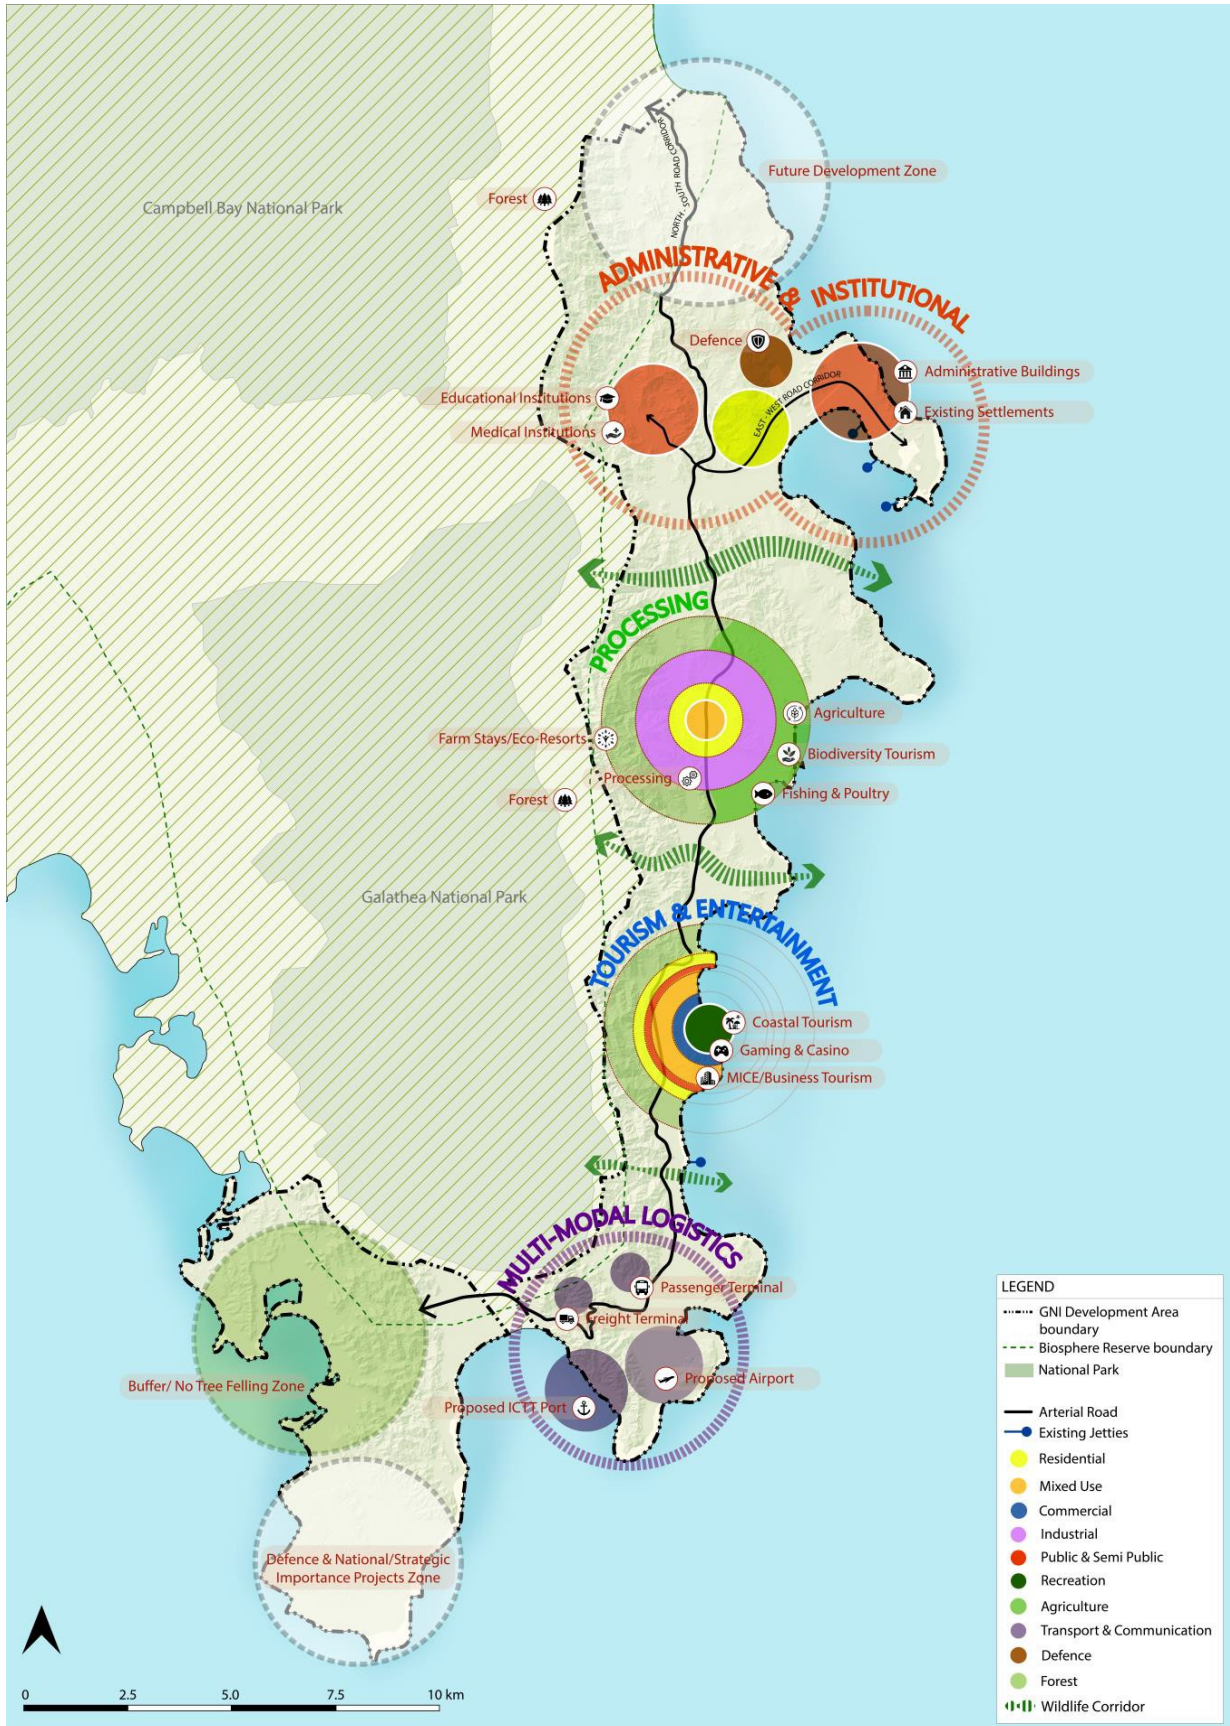 Campbell Bay National Park
Forest
Future Development Zone
NORTH - SOUTH ROAD CORRIDOR
ADMINISTRATIVE & INSTITUTIONAL
Defence
Administrative Buildings
Educational Institutions
EAST - WEST ROAD CORRIDOR
Existing Settlements
Medical Institutions
PROCESSING
Agriculture
Farm Stays/Eco-Resorts
Biodiversity Tourism
Processing
Forest
Fishing & Poultry
Galathea National Park
TOURISM & ENTERTAINMENT
Coastal Tourism
Gaming & Casino
MICE/Business Tourism
MULTI-MODAL LOGISTICS
Passenger Terminal
Freight Terminal
Buffer/ No Tree Felling Zone
Proposed Airport
Proposed ICTT Port
Defence & National/Strategic
Importance Projects Zone
0 2.5 5.0 7.5 10 km
LEGEND
GNI Development Area
boundary
Biosphere Reserve boundary
National Park
Arterial Road
Existing Jetties
Residential
Mixed Use
Commercial
Industrial
Public & Semi Public
Recreation
Agriculture
Transport & Communication
Defence
Forest
Wildlife Corridor